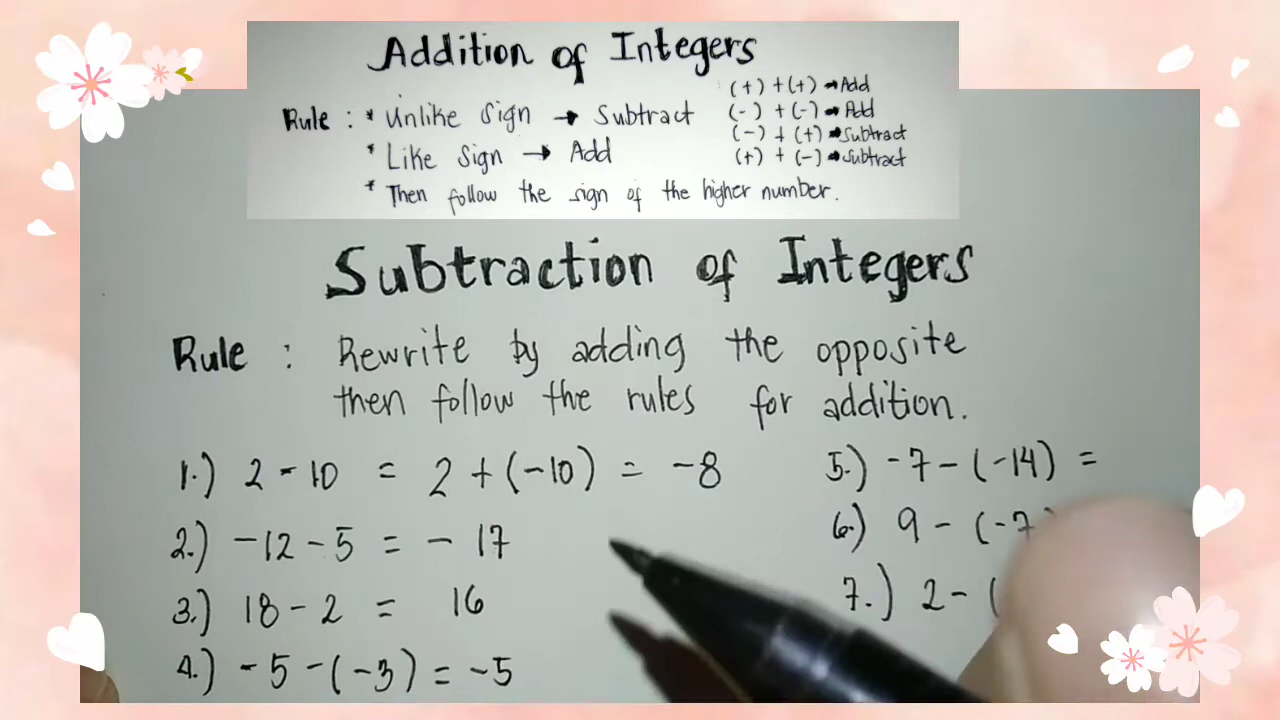 Addition of Integers
Rule : * Unlike Sign → Subtract
* Like Sign → Add
* Then follow the sign of the higher number.
(+) + (+) → Add
(-) + (-) → Add
(-) + (+) → Subtract
(+) + (-) → Subtract
Subtraction of Integers
Rule : Rewrite by adding the opposite
then follow the rules for addition.
1.) 2 - 10 = 2 + (-10) = -8
2.) -12 - 5 = - 17
3.) 18 - 2 = 16
4.) - 5 - (-3) = -5
5.) -7 - (-14) =
6.) 9 - (-7)
7.) 2 - (